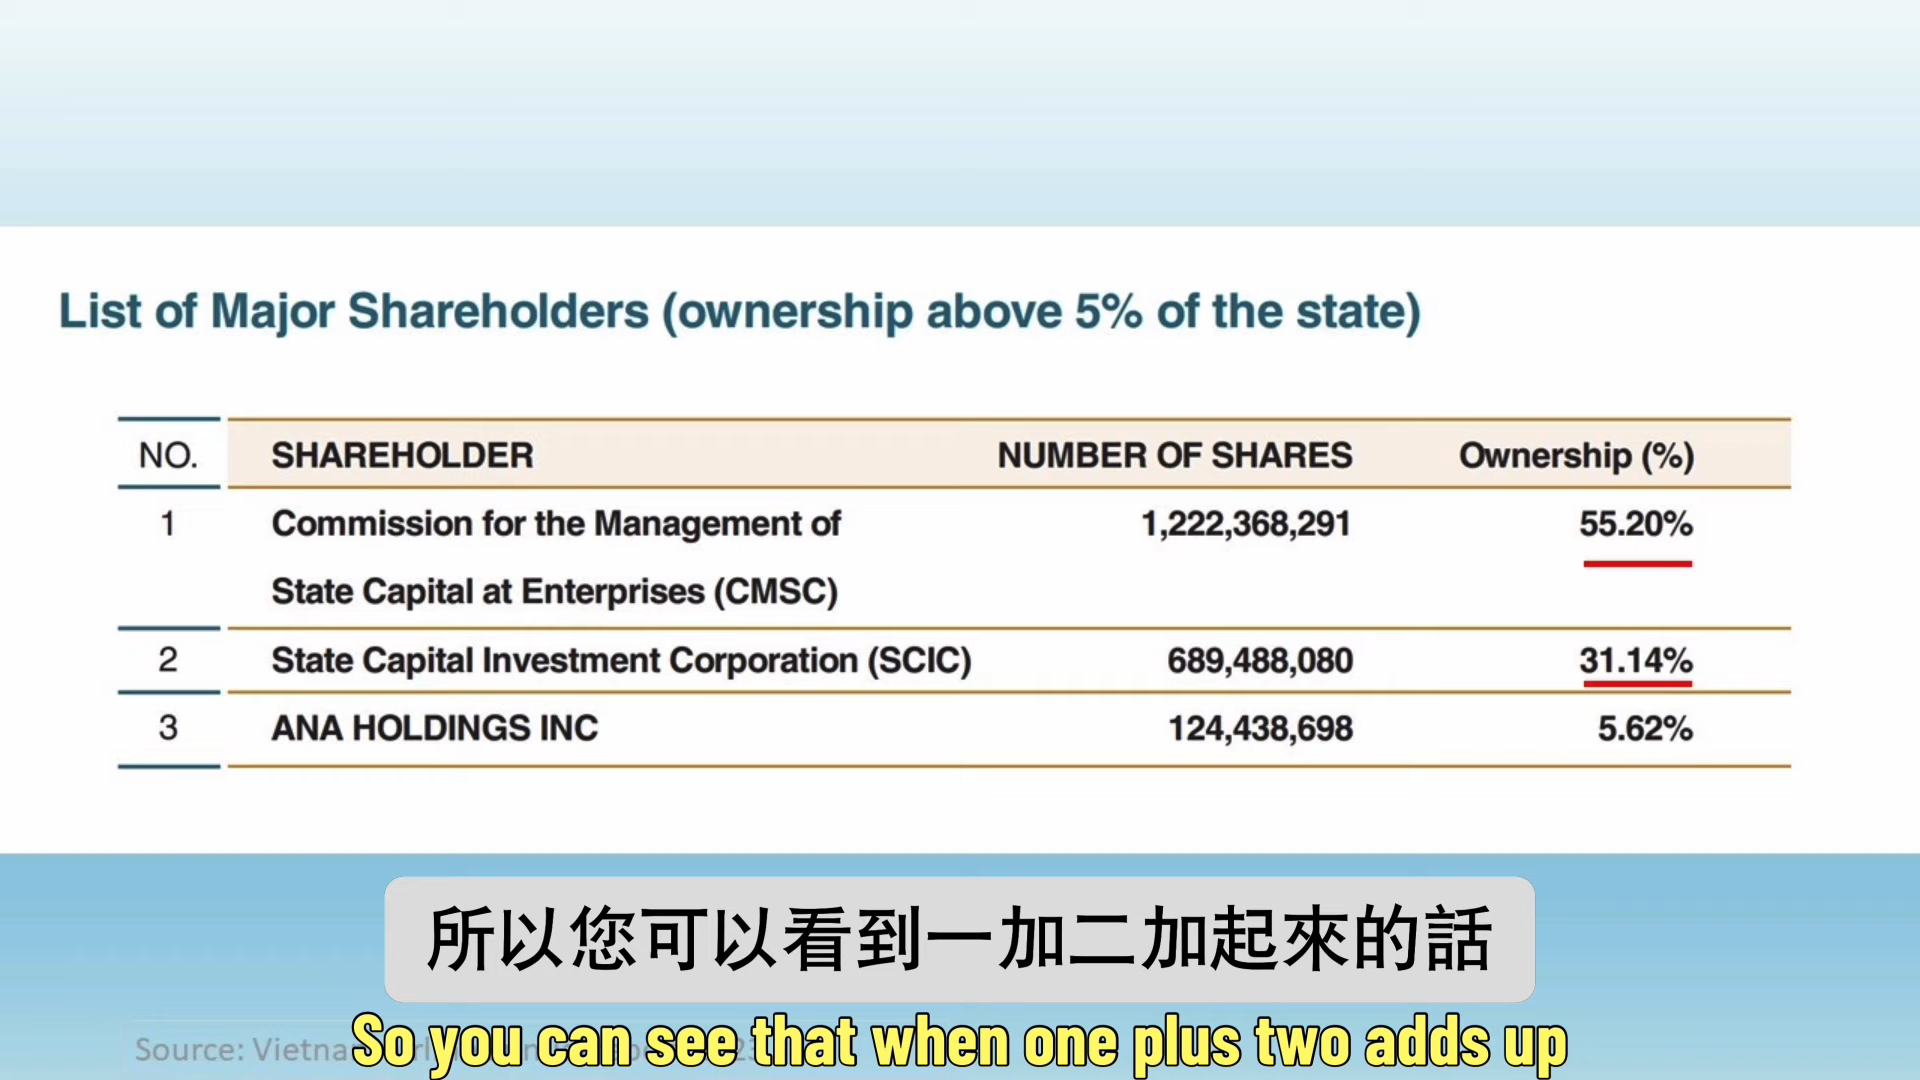 List of Major Shareholders (ownership above 5% of the state)
NO. SHAREHOLDER NUMBER OF SHARES Ownership (%)
1 Commission for the Management of 1,222,368,291 55.20%
State Capital at Enterprises (CMSC)
2 State Capital Investment Corporation (SCIC) 689,488,080 31.14%
3 ANA HOLDINGS INC 124,438,698 5.62%
所以您可以看到一加二加起來的話
So you can see that when one plus two adds up
Source: